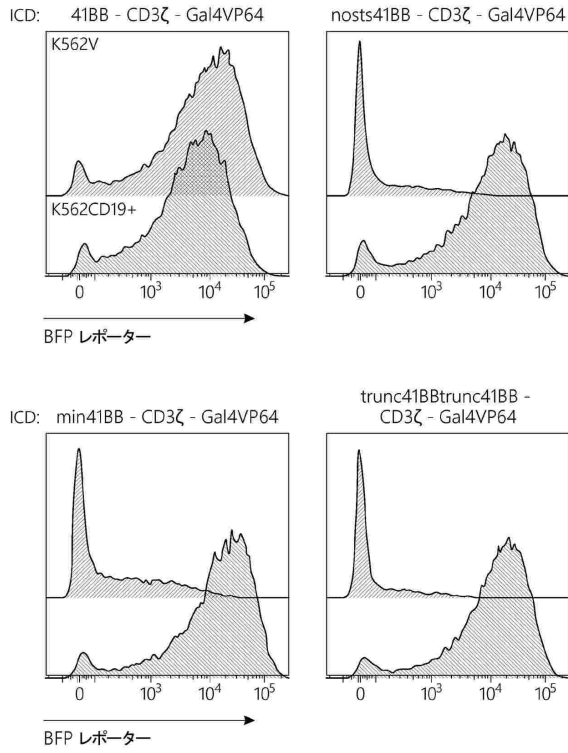 ICD: 41BB - CD3ζ - Gal4VP64
K562V
K562CD19+
0 10³ 10⁴ 10⁵
BFP レポーター
nosts41BB - CD3ζ - Gal4VP64
0 10³ 10⁴ 10⁵
ICD: min41BB - CD3ζ - Gal4VP64
0 10³ 10⁴ 10⁵
BFP レポーター
trunc41BBtrunc41BB -
CD3ζ - Gal4VP64
0 10³ 10⁴ 10⁵